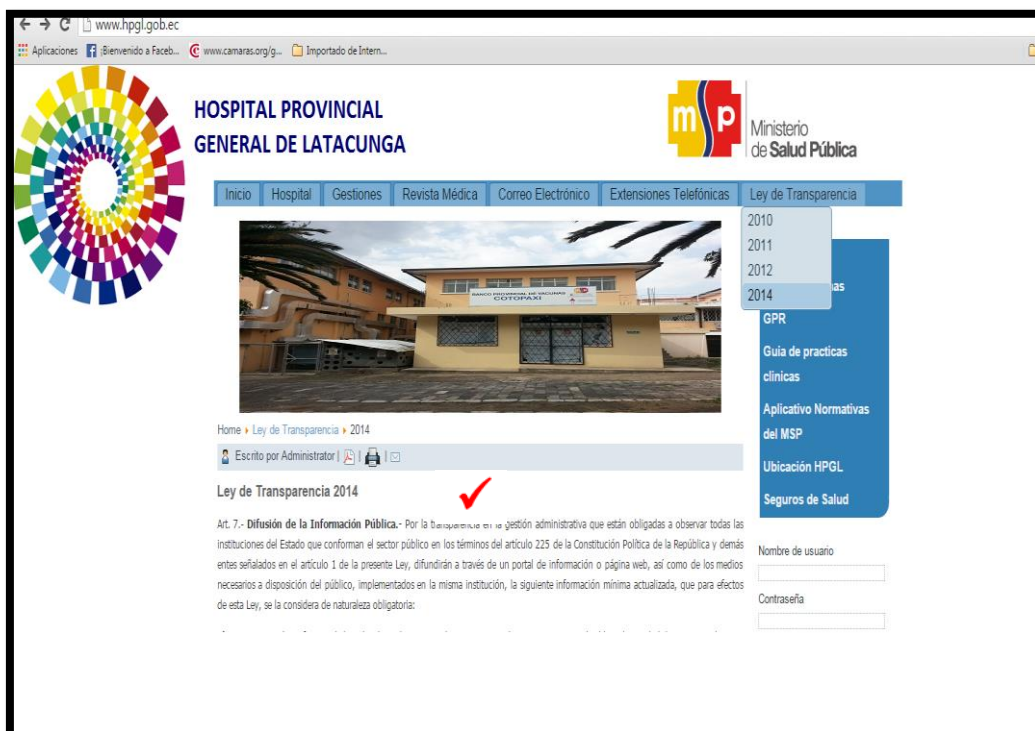 www.hpgl.gob.ec
Aplicaciones ¡Bienvenido a Faceb... www.camaras.org/g... Importado de Intern...
HOSPITAL PROVINCIAL
GENERAL DE LATACUNGA
msp
Ministerio
de Salud Pública
Inicio Hospital Gestiones Revista Médica Correo Electrónico Extensiones Telefónicas Ley de Transparencia
2010
2011
2012
2014
BANCO PROVINCIAL DE VACUNAS
COTOPAXI
GPR
Guia de practicas
clinicas
Aplicativo Normativas
del MSP
Ubicación HPGL
Seguros de Salud
Home Ley de Transparencia 2014
Escrito por Administrator | | |
Ley de Transparencia 2014
Art. 7.- Difusión de la Información Pública.- Por la transparencia en la gestión administrativa que están obligadas a observar todas las
instituciones del Estado que conforman el sector público en los términos del artículo 225 de la Constitución Política de la República y demás
entes señalados en el artículo 1 de la presente Ley, difundirán a través de un portal de información o página web, así como de los medios
necesarios a disposición del público, implementados en la misma institución, la siguiente información mínima actualizada, que para efectos
de esta Ley, se la considera de naturaleza obligatoria:
Nombre de usuario
Contraseña